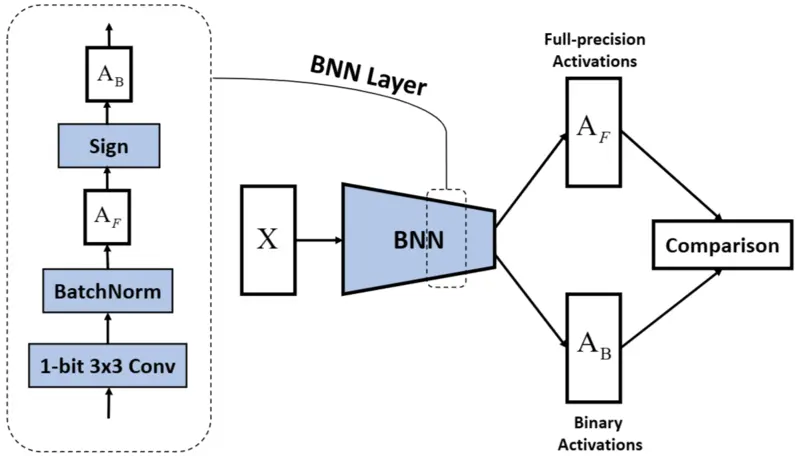 A_B
Sign
A_F
BatchNorm
1-bit 3x3 Conv
BNN Layer
X
BNN
Full-precision
Activations
A_F
Comparison
A_B
Binary
Activations